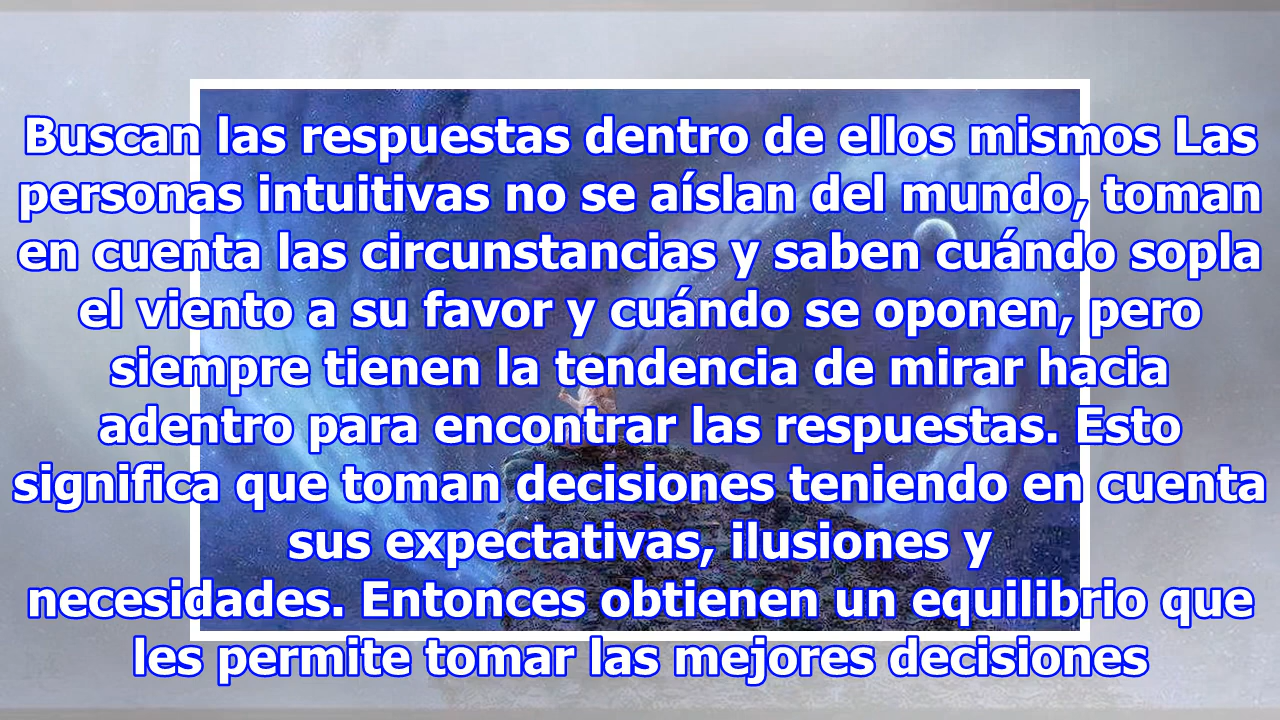 Buscan las respuestas dentro de ellos mismos Las
personas intuitivas no se aíslan del mundo, toman
en cuenta las circunstancias y saben cuándo sopla
el viento a su favor y cuándo se oponen, pero
siempre tienen la tendencia de mirar hacia
adentro para encontrar las respuestas. Esto
significa que toman decisiones teniendo en cuenta
sus expectativas, ilusiones y
necesidades. Entonces obtienen un equilibrio que
les permite tomar las mejores decisiones